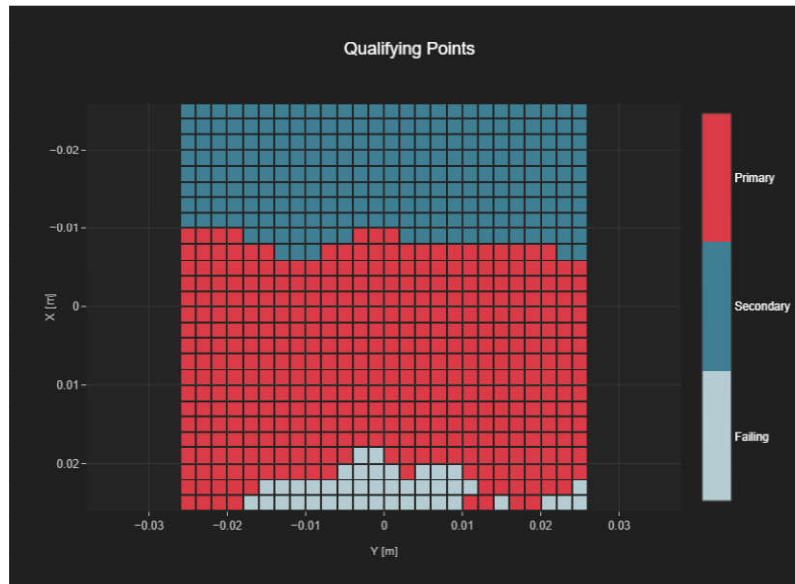 Qualifying Points
−0.02
−0.01
0
0.01
0.02
X [m]
−0.03
−0.02
−0.01
0
0.01
0.02
0.03
Y [m]
Primary
Secondary
Failing